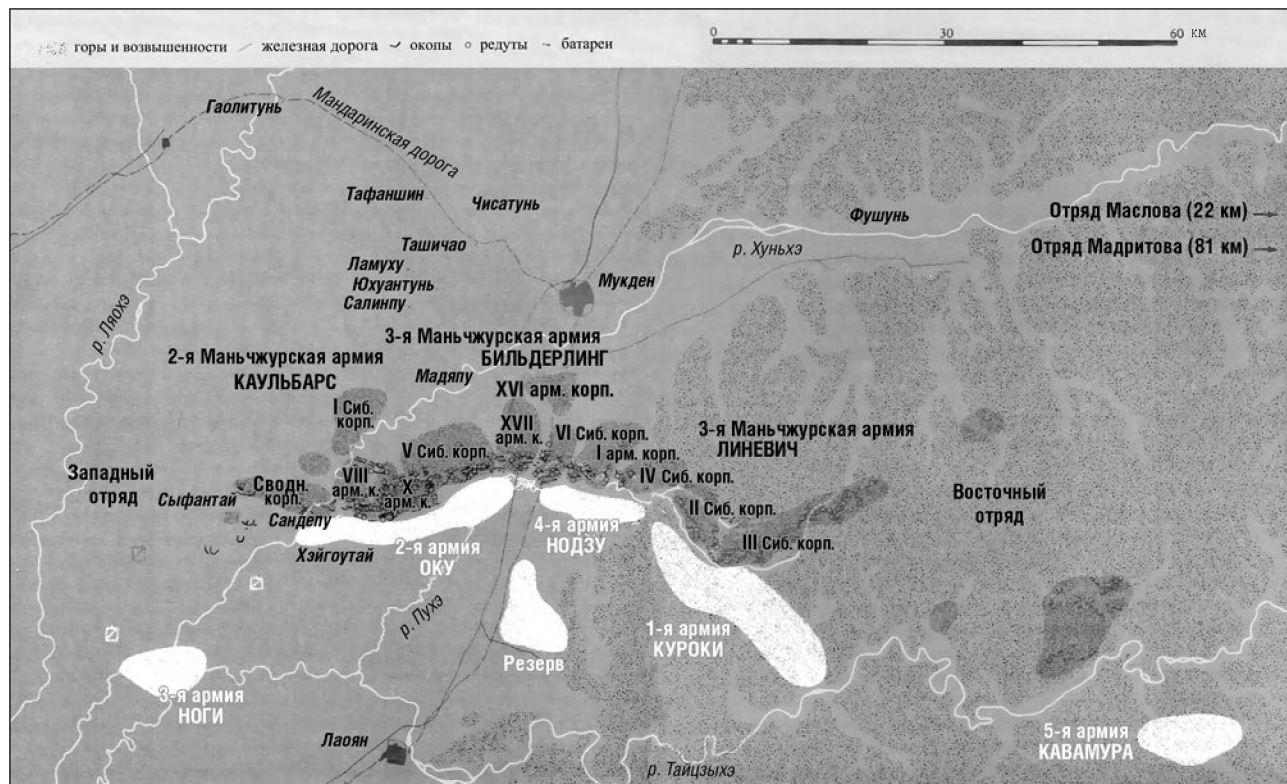 горы и возвышенности железная дорога окопы редуты батареи
0 30 60 км
Гаолитунь
Мандаринская дорога
Тафаншин
Чисатунь
Фушунь
Отряд Маслова (22 км)
Ташичао
р. Хуньхэ
Отряд Мадритова (81 км)
Ламуху
Юхуантунь
Салинпу
Мукден
р. Ляохэ
3-я Маньчжурская армия
БИЛЬДЕРЛИНГ
2-я Маньчжурская армия
КАУЛЬБАРС
Мадяпу
XVI арм. корп.
I Сиб.
корп.
XVII
арм. к.
VI Сиб. корп.
3-я Маньчжурская армия
ЛИНЕВИЧ
V Сиб. корп.
I арм. корп.
Западный
отряд
VIII
арм. к.
IV Сиб. корп.
Сводн.
корп.
X
арм. к.
Восточный
отряд
Сыфантай
II Сиб. корп.
Сандепу
4-я армия
НОДЗУ
III Сиб. корп.
2-я армия
ОКУ
Хэйгоутай
р. Пухэ
1-я армия
КУРОКИ
Резерв
3-я армия
НОГИ
5-я армия
КАВАМУРА
Лаоян
р. Тайцзыхэ